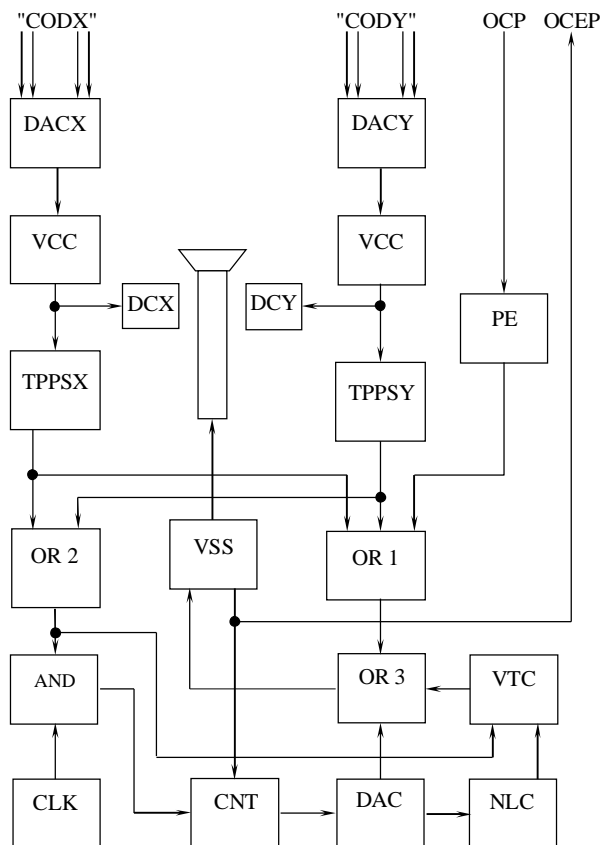 "CODX" "CODY" OCP OCEP
DACX DACY
VCC VCC
DCX DCY PE
TPPSX TPPSY
OR 2 VSS OR 1
AND OR 3 VTC
CLK CNT DAC NLC